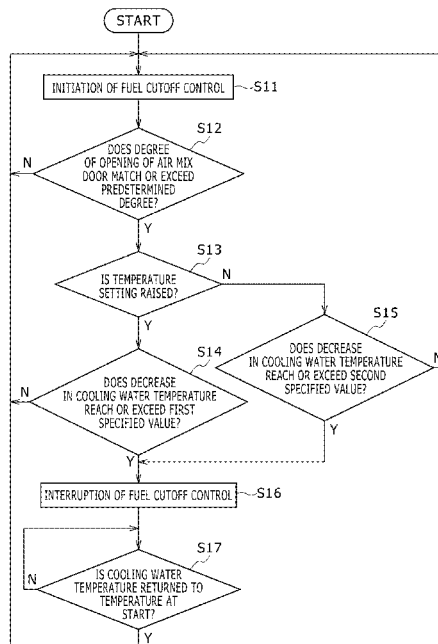 START
INITIATION OF FUEL CUTOFF CONTROL
S11
S12
DOES DEGREE
OF OPENING OF AIR MIX
DOOR MATCH OR EXCEED
PREDETERMINED
DEGREE?
N
Y
S13
IS TEMPERATURE
SETTING RAISED?
N
Y
S15
DOES DECREASE
IN COOLING WATER TEMPERATURE
REACH OR EXCEED SECOND
SPECIFIED VALUE?
N
Y
S14
DOES DECREASE
IN COOLING WATER TEMPERATURE
REACH OR EXCEED FIRST
SPECIFIED VALUE?
N
Y
INTERRUPTION OF FUEL CUTOFF CONTROL
S16
S17
IS COOLING WATER
TEMPERATURE RETURNED TO
TEMPERATURE AT
START?
N
Y